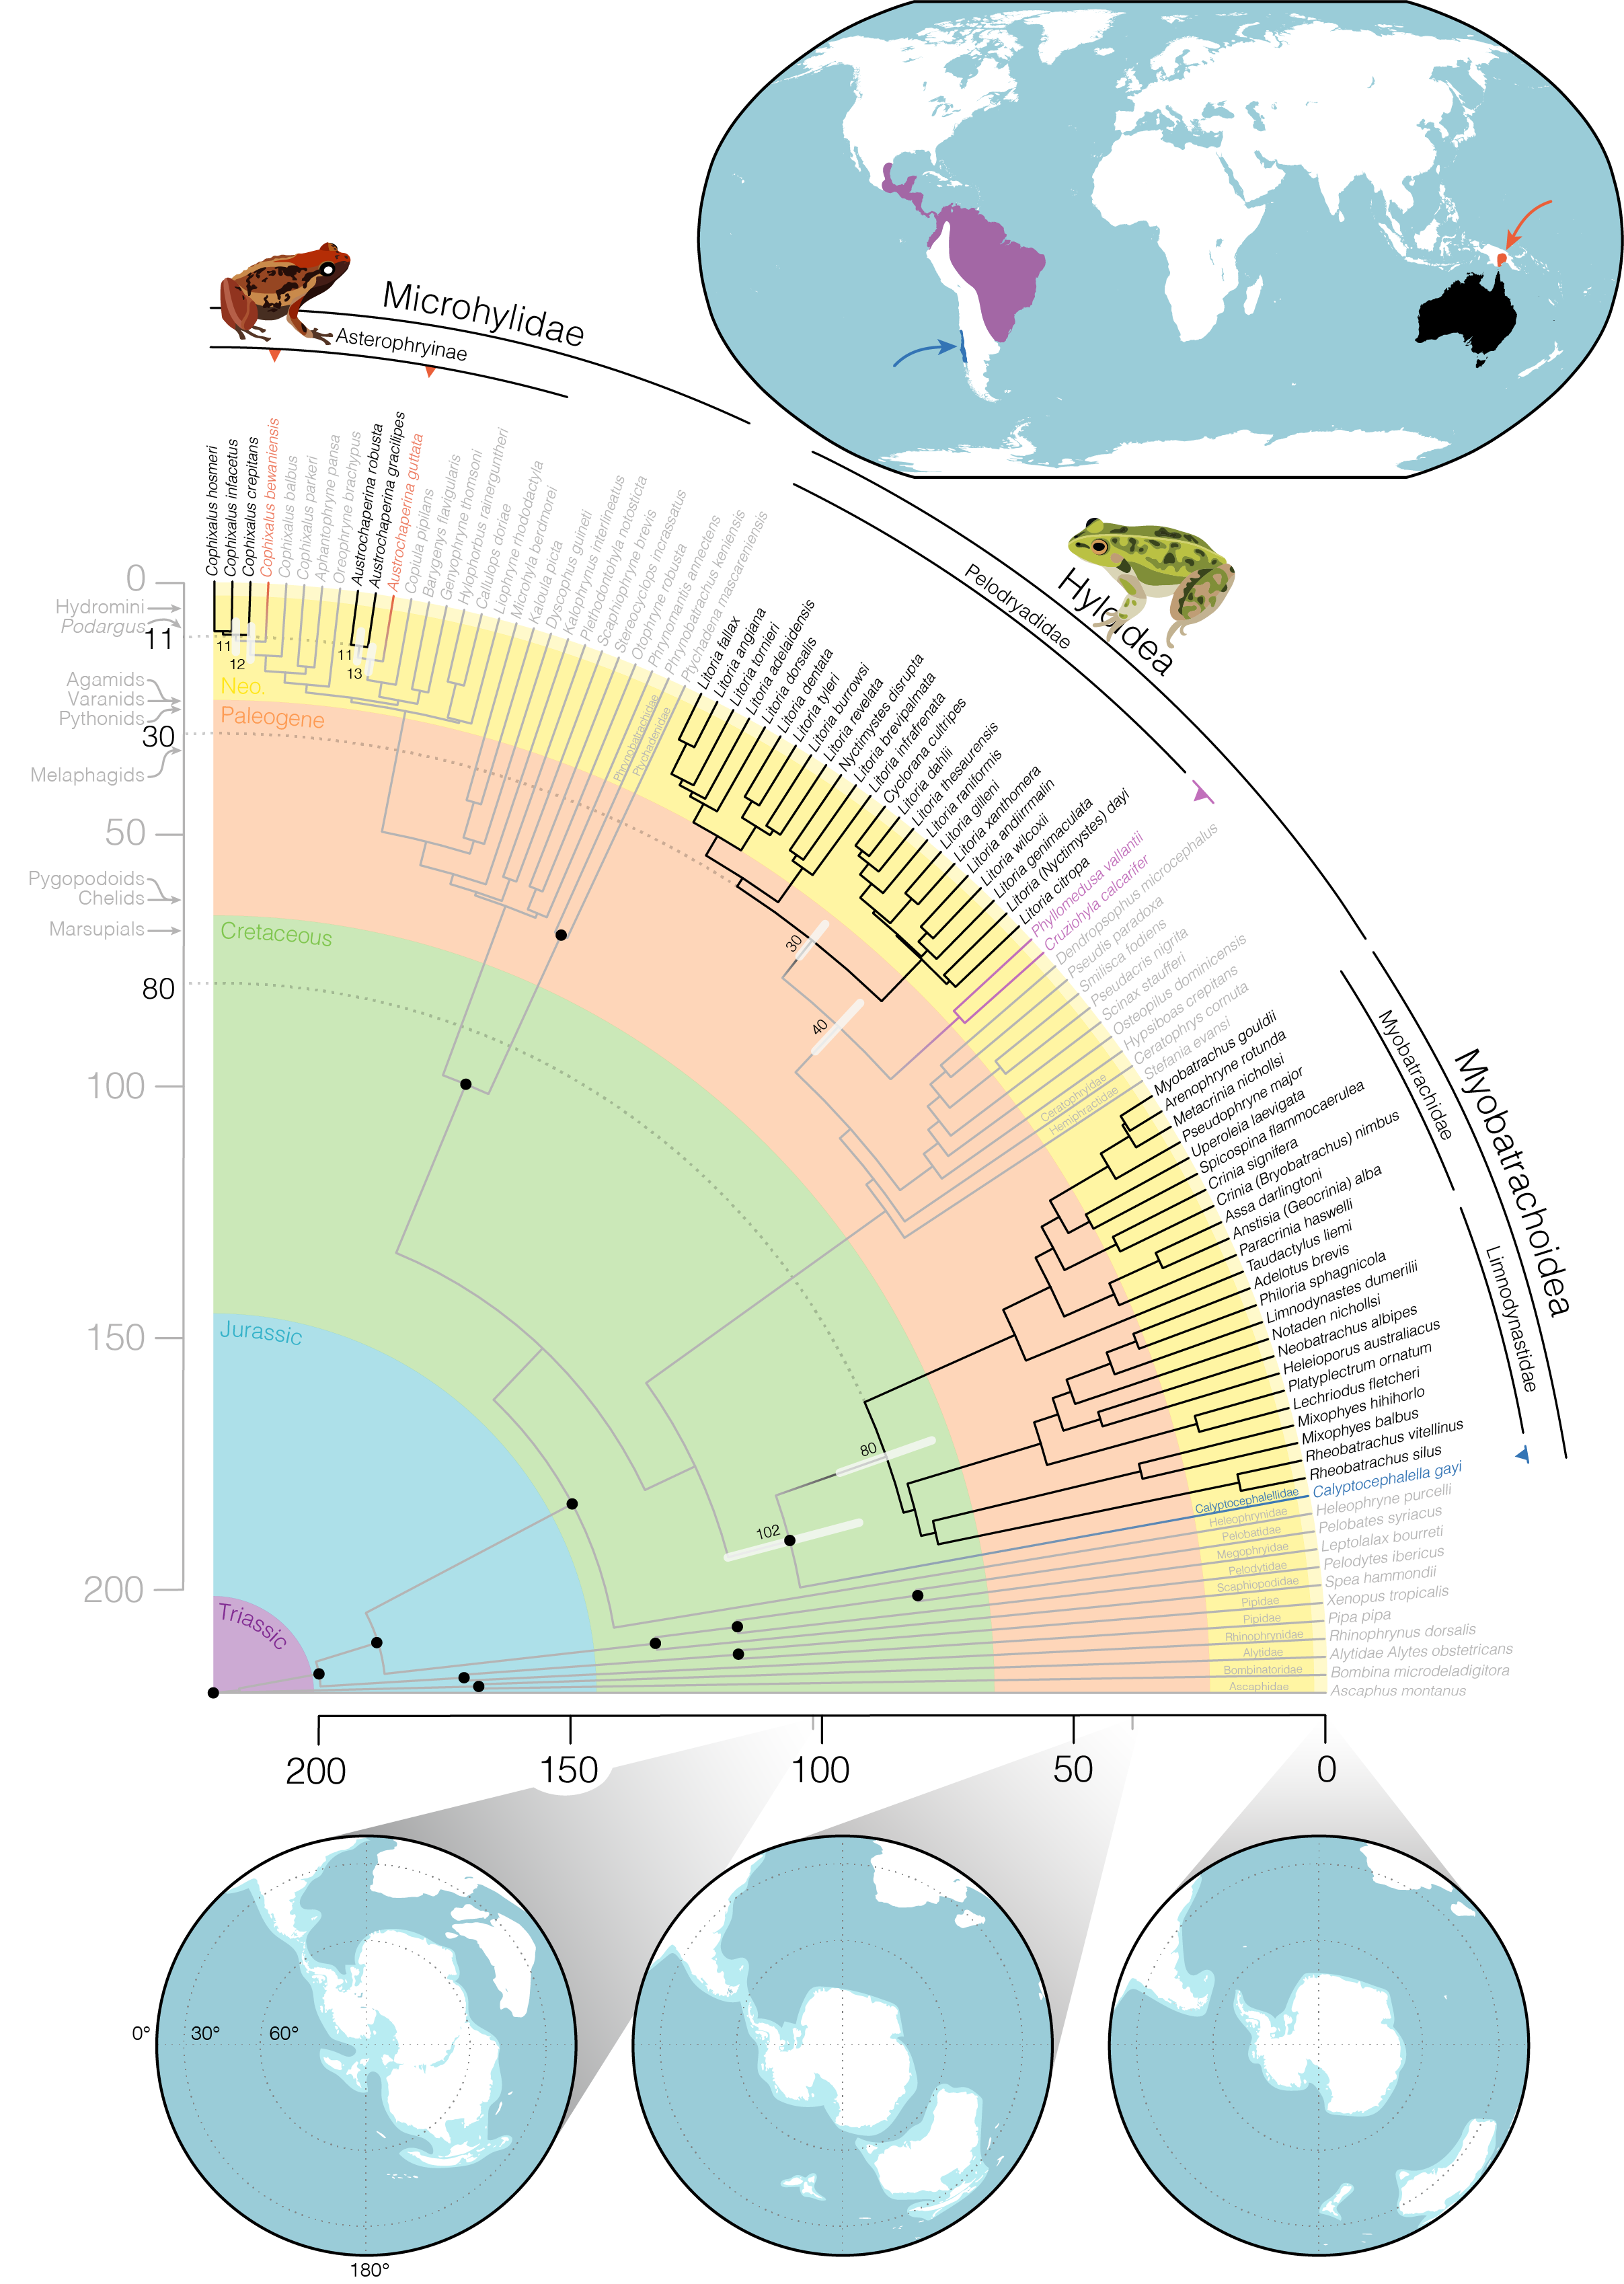 Microhylidae
Asterophryinae
Hyloidea
Pelodryadidae
Myobatrachoidea
Myobatrachidae
Limnodynastidae
Cophixalus hosmeri
Cophixalus infacetus
Cophixalus crepitans
Cophixalus bewaniensis
Cophixalus balbus
Cophixalus parkeri
Aphantophryne pansa
Oreophryne brachypus
Austrochaperina robusta
Austrochaperina gracilipes
Austrochaperina guttata
Copiula pipilans
Barygenys flavigularis
Genyophryne thomsoni
Hylophorbus rainerguntheri
Callulops doriae
Liophryne rhododactyla
Microhyla berdmorei
Kaloula picta
Dyscophus guineti
Kalophrynus interlineatus
Plethodontohyla notosticta
Scaphiophryne brevis
Stereocyclops incrassatus
Otophryne robusta
Phrynomantis annectens
Phrynobatrachus keniensis
Ptychadena mascareniensis
Litoria fallax
Litoria angiana
Litoria tornieri
Litoria adelaidensis
Litoria dorsalis
Litoria dentata
Litoria tyleri
Litoria burrowsi
Litoria revelata
Nyctimystes disrupta
Litoria brevipalmata
Litoria infrafrenata
Cyclorana cultripes
Litoria dahlii
Litoria thesaurensis
Litoria raniformis
Litoria gilleni
Litoria xanthomera
Litoria andiirrmalin
Litoria wilcoxii
Litoria genimaculata
Litoria (Nyctimystes) dayi
Litoria citropa
Phyllomedusa vallantii
Cruziohyla calcarifer
Dendropsophus microcephalus
Pseudis paradoxa
Smilisca fodiens
Pseudacris nigrita
Scinax staufferi
Osteopilus dominicensis
Hypsiboas crepitans
Ceratophrys cornuta
Stefania evansi
Myobatrachus gouldii
Arenophryne rotunda
Metacrinia nichollsi
Pseudophryne major
Uperoleia laevigata
Spicospina flammocaerulea
Crinia signifera
Crinia (Bryobatrachus) nimbus
Assa darlingtoni
Anstisia (Geocrinia) alba
Paracrinia haswelli
Taudactylus liemi
Adelotus brevis
Philoria sphagnicola
Limnodynastes dumerilii
Notaden nichollsi
Neobatrachus albipes
Heleioporus australiacus
Platyplectrum ornatum
Lechriodus fletcheri
Mixophyes hihihorlo
Mixophyes balbus
Rheobatrachus vitellinus
Rheobatrachus silus
Calyptocephalella gayi
Heleophryne purcelli
Pelobates syriacus
Leptolalax bourreti
Pelodytes ibericus
Spea hammondii
Xenopus tropicalis
Pipa pipa
Rhinophrynus dorsalis
Alytidae Alytes obstetricans
Bombina microdeladigitora
Ascaphus montanus
Phrynobatrachidae
Ptychadenidae
Ceratophryidae
Hemiphractidae
Calyptocephalellidae
Heleophrynidae
Pelobatidae
Megophryidae
Pelodytidae
Scaphiopodidae
Pipidae
Pipidae
Rhinophrynidae
Alytidae
Bombinatoridae
Ascaphidae
0
Hydromini
Podargus
11
Agamids
Varanids
Pythonids
30
Melaphagids
50
Pygopodoids
Chelids
Marsupials
80
100
150
200
11
12
11
13
30
40
80
102
Neo.
Paleogene
Cretaceous
Jurassic
Triassic
200
150
100
50
0
0°
30°
60°
180°